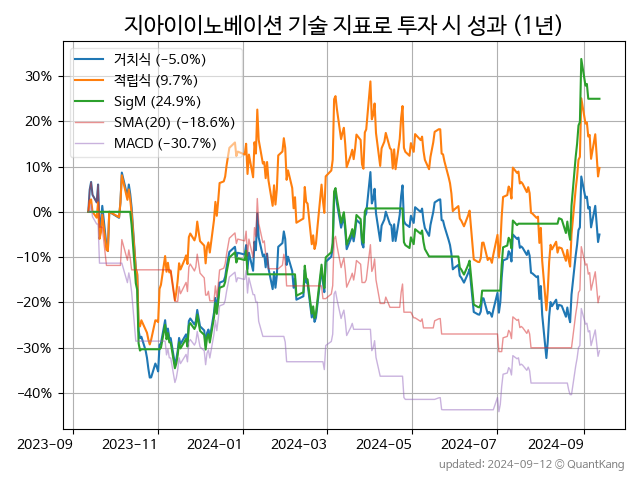 지아이이노베이션 기술 지표로 투자 시 성과 (1년)
거치식 (-5.0%)
적립식 (9.7%)
SigM (24.9%)
SMA(20) (-18.6%)
MACD (-30.7%)
30%
20%
10%
0%
-10%
-20%
-30%
-40%
2023-09 2023-11 2024-01 2024-03 2024-05 2024-07 2024-09
updated: 2024-09-12 © QuantKang